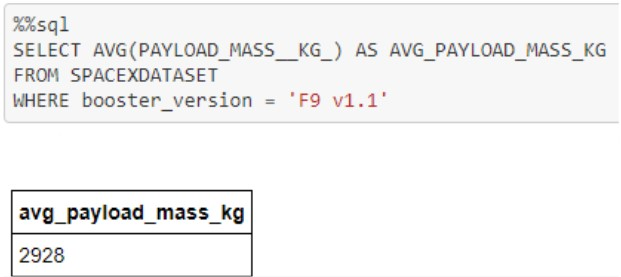 %%sql
SELECT AVG(PAYLOAD_MASS__KG_) AS AVG_PAYLOAD_MASS_KG
FROM SPACEXDATASET
WHERE booster_version = 'F9 v1.1'
avg_payload_mass_kg
2928